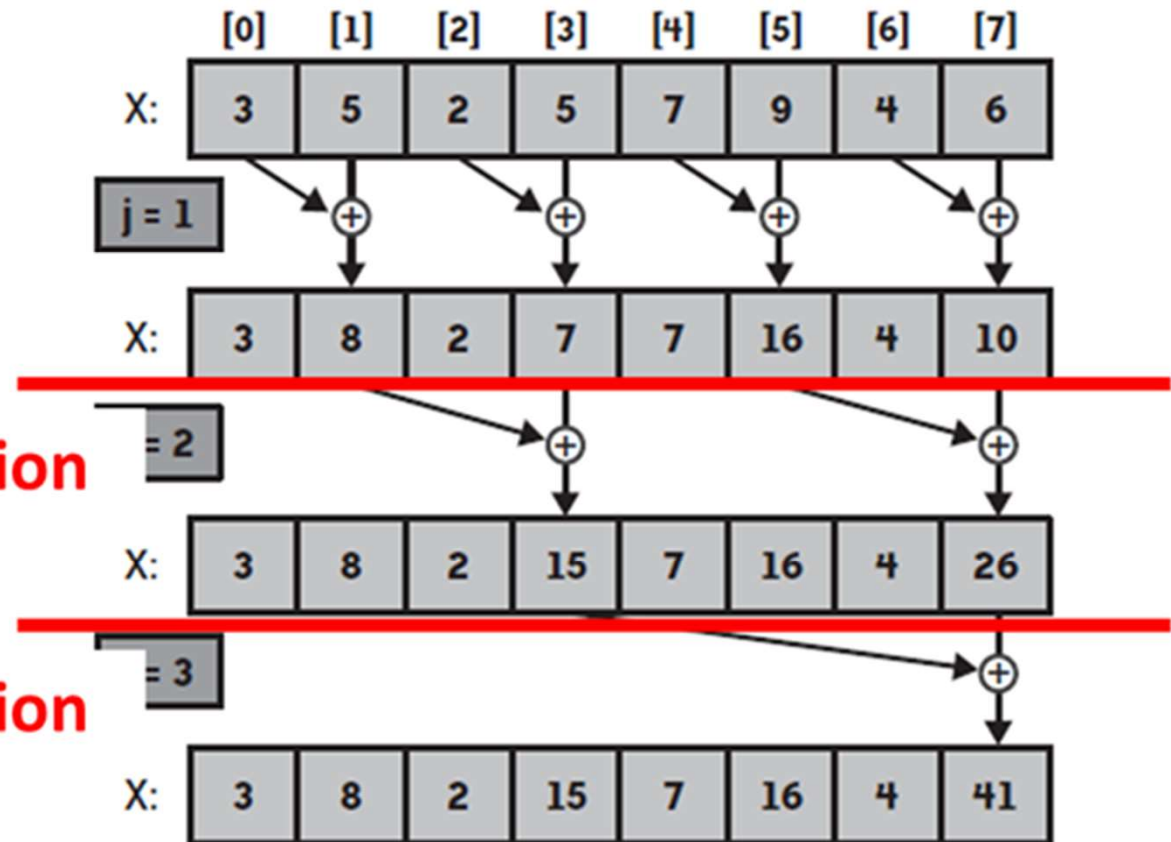 [0] [1] [2] [3] [4] [5] [6] [7]
X: 3 5 2 5 7 9 4 6
j = 1
X: 3 8 2 7 7 16 4 10
= 2
ion
X: 3 8 2 15 7 16 4 26
= 3
ion
X: 3 8 2 15 7 16 4 41